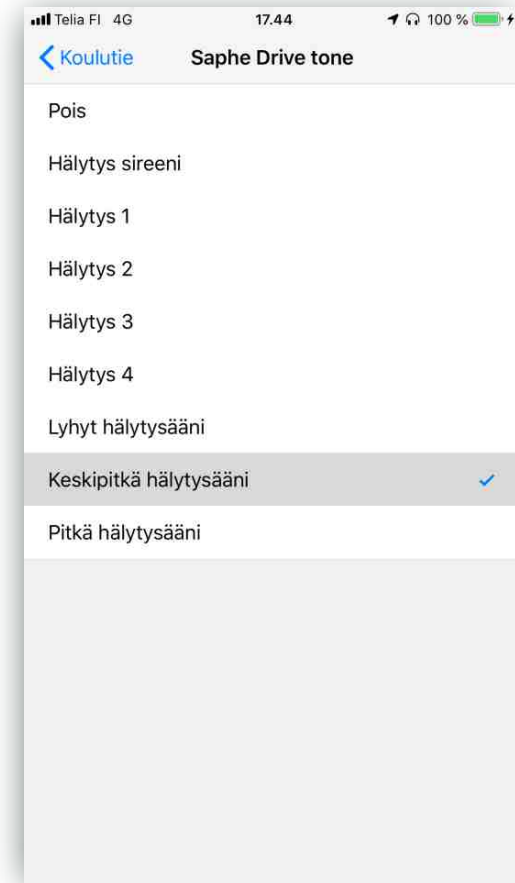 Telia FI 4G 17.44 100 %
Koulutie Saphe Drive tone
Pois
Hälytys sireeni
Hälytys 1
Hälytys 2
Hälytys 3
Hälytys 4
Lyhyt hälytysääni
Keskipitkä hälytysääni
Pitkä hälytysääni